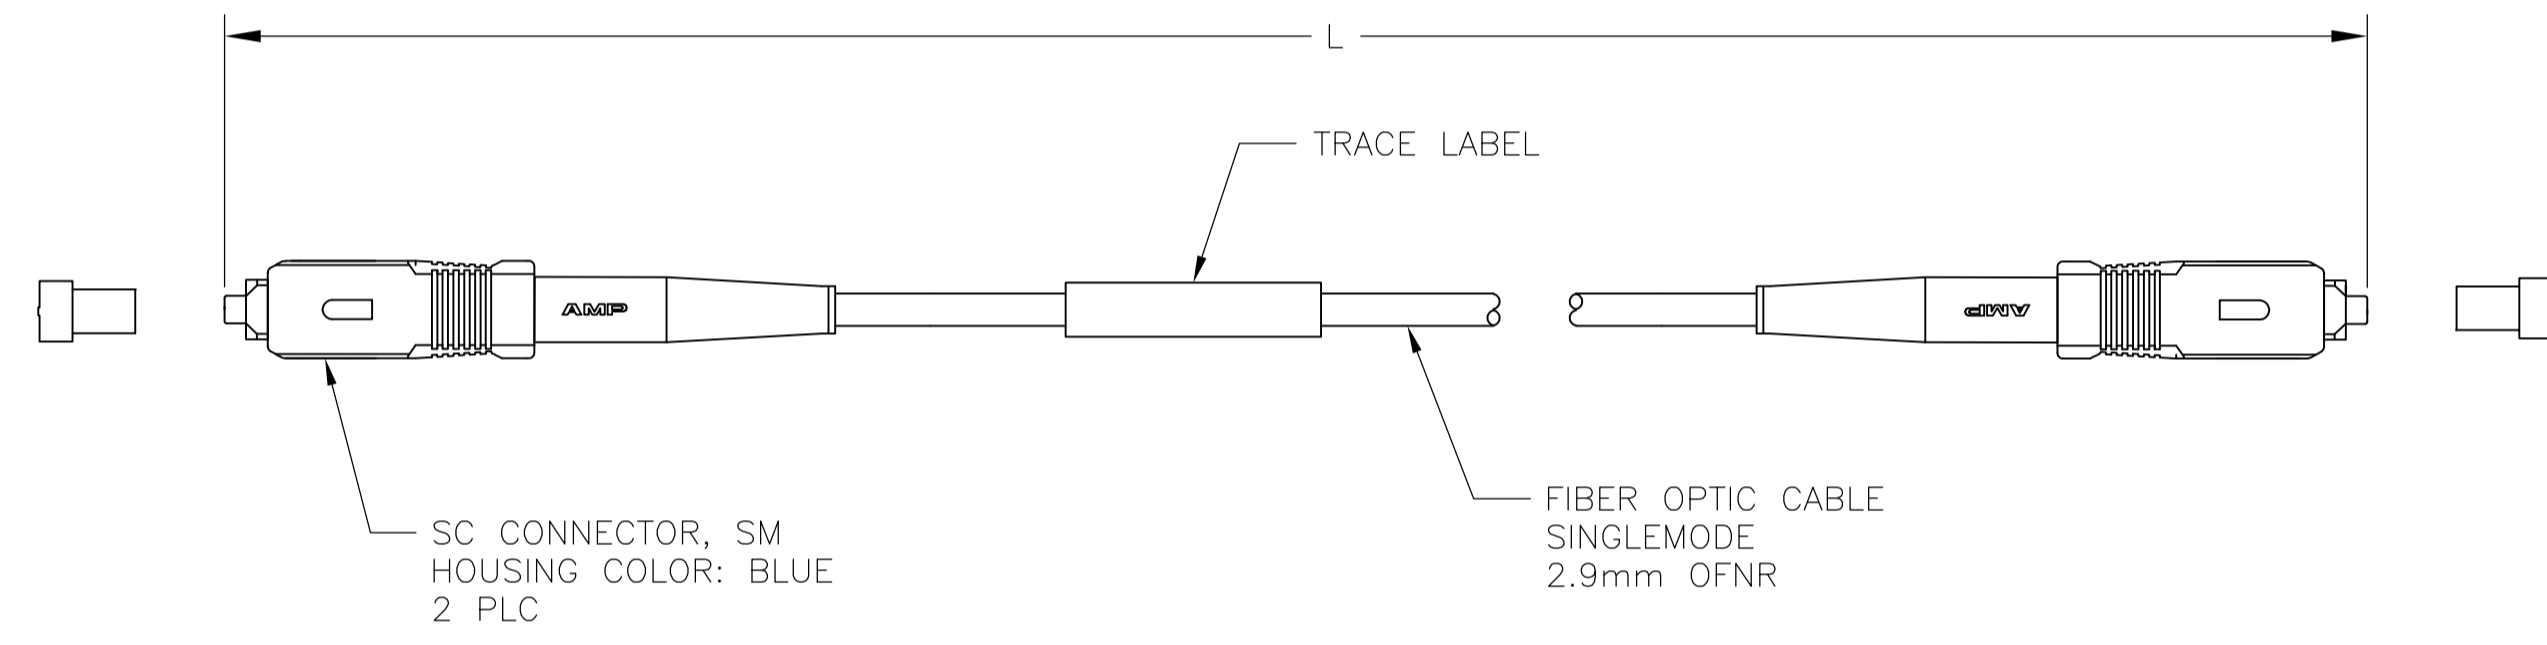 L
TRACE LABEL
AMP
AMP
FIBER OPTIC CABLE
SINGLEMODE
2.9mm OFNR
SC CONNECTOR, SM
HOUSING COLOR: BLUE
2 PLC